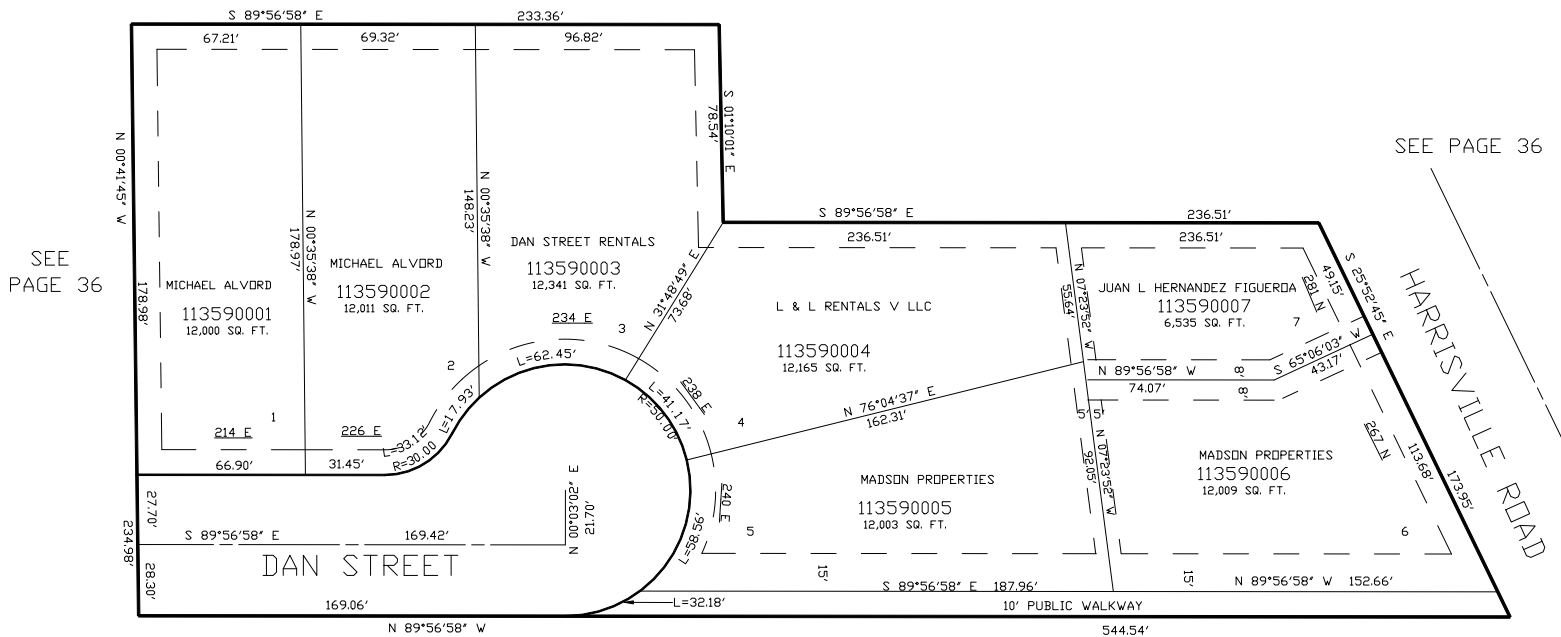 S 89°56'58" E 233.36'
67.21' 69.32' 96.82'
S 01°10'01" E
78.54'
N 00°41'45" W
178.98'
SEE
PAGE 36
SEE PAGE 36
N 00°35'38" W
178.97'
N 00°35'38" W
148.23'
MICHAEL ALVORD
113590001
12,000 SQ. FT.
MICHAEL ALVORD
113590002
12,011 SQ. FT.
DAN STREET RENTALS
113590003
12,341 SQ. FT.
234 E
3
2
1
N 31°48'49" E
73.68'
S 89°56'58" E 236.51'
236.51' 236.51'
L & L RENTALS V LLC
113590004
12,165 SQ. FT.
4
N 07°23'52" W
55.64'
JUAN L HERNANDEZ FIGUEROA
113590007
6,535 SQ. FT.
7
281 N
49.15'
S 25°52'45" E
HARRISVILLE ROAD
N 89°56'58" W
74.07'
8'
8'
S 65°06'03" W
43.17'
214 E
226 E
66.90'
31.45'
L=33.12'
R=30.00
L=17.93'
L=62.45'
238 E
L=41.17'
R=50.00'
N 76°04'37" E
162.31'
5' 5'
N 07°23'52" W
92.05'
267 N
113.68'
173.95'
MADSON PROPERTIES
113590005
12,003 SQ. FT.
5
MADSON PROPERTIES
113590006
12,009 SQ. FT.
6
240 E
L=58.56'
27.70'
234.98'
28.30'
S 89°56'58" E 169.42'
N 00°30'02" E
21.70'
DAN STREET
15'
15'
S 89°56'58" E 187.96'
N 89°56'58" W 152.66'
169.06'
L=32.18'
10' PUBLIC WALKWAY
N 89°56'58" W
544.54'